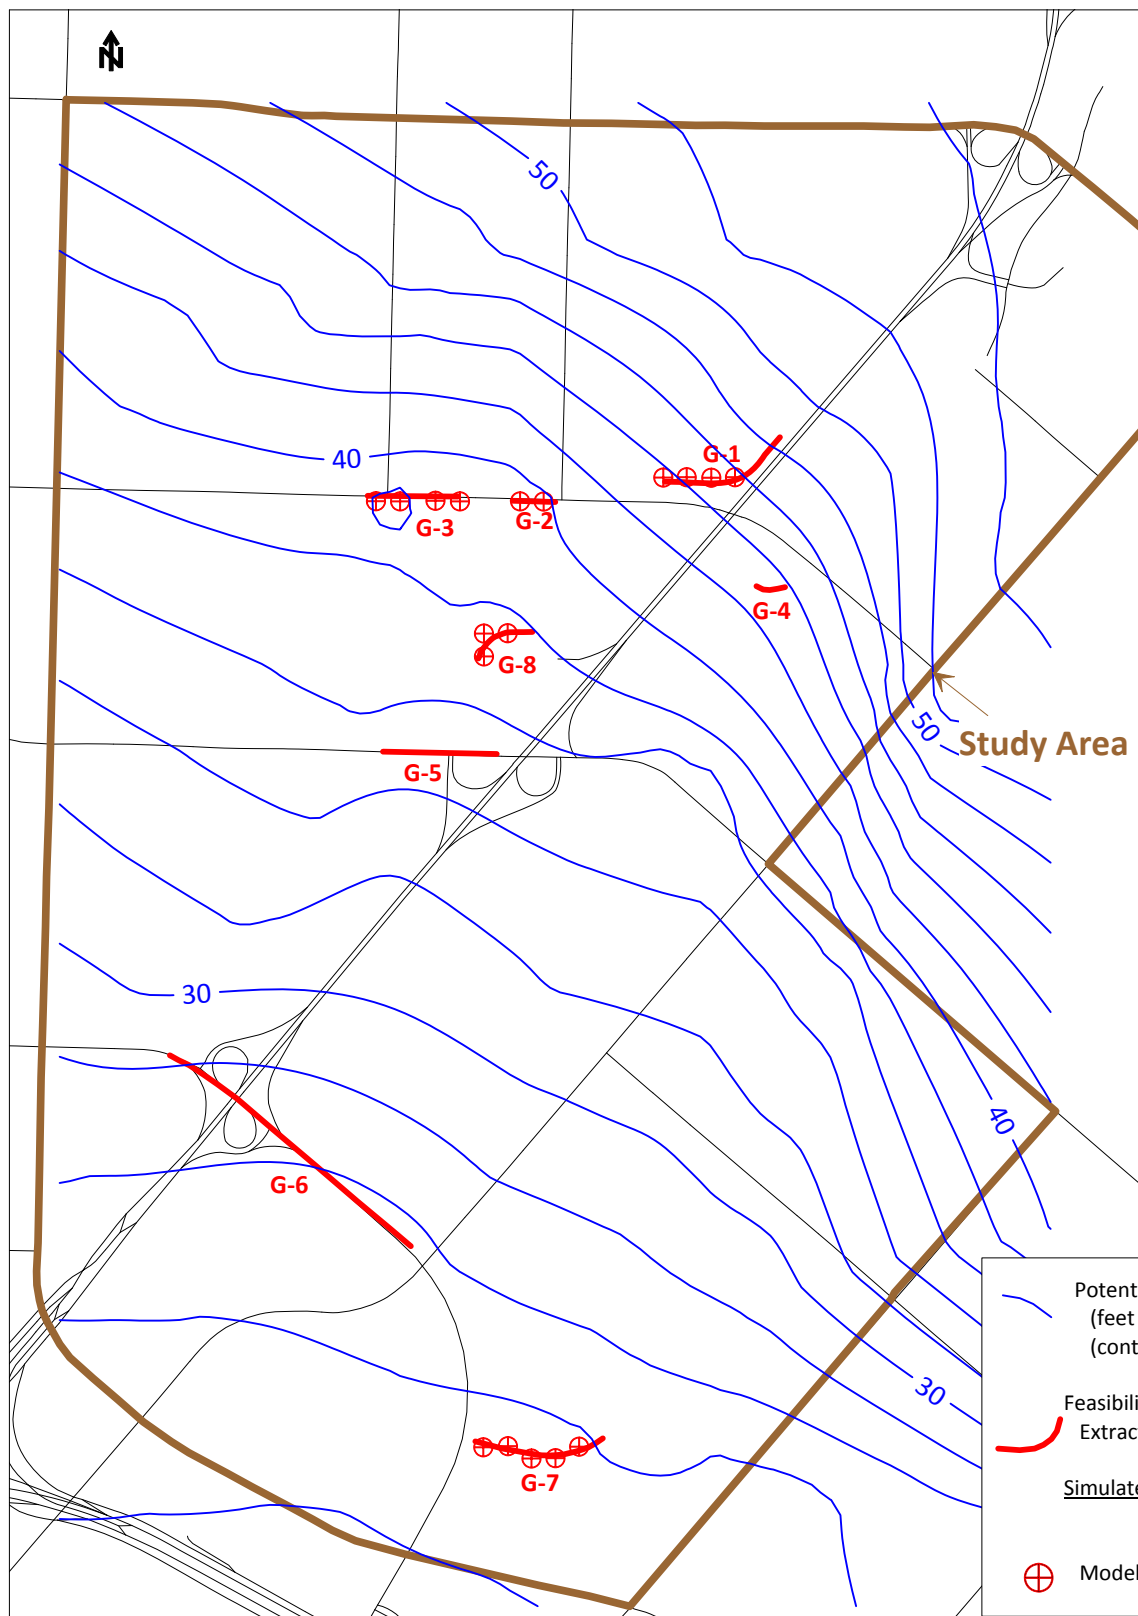 N
50
40
G-1
G-3
G-2
G-4
G-8
50
Study Area
G-5
30
40
G-6
30
G-7
Potent
(feet
(cont
Feasibili
Extrac
Simulate
Model